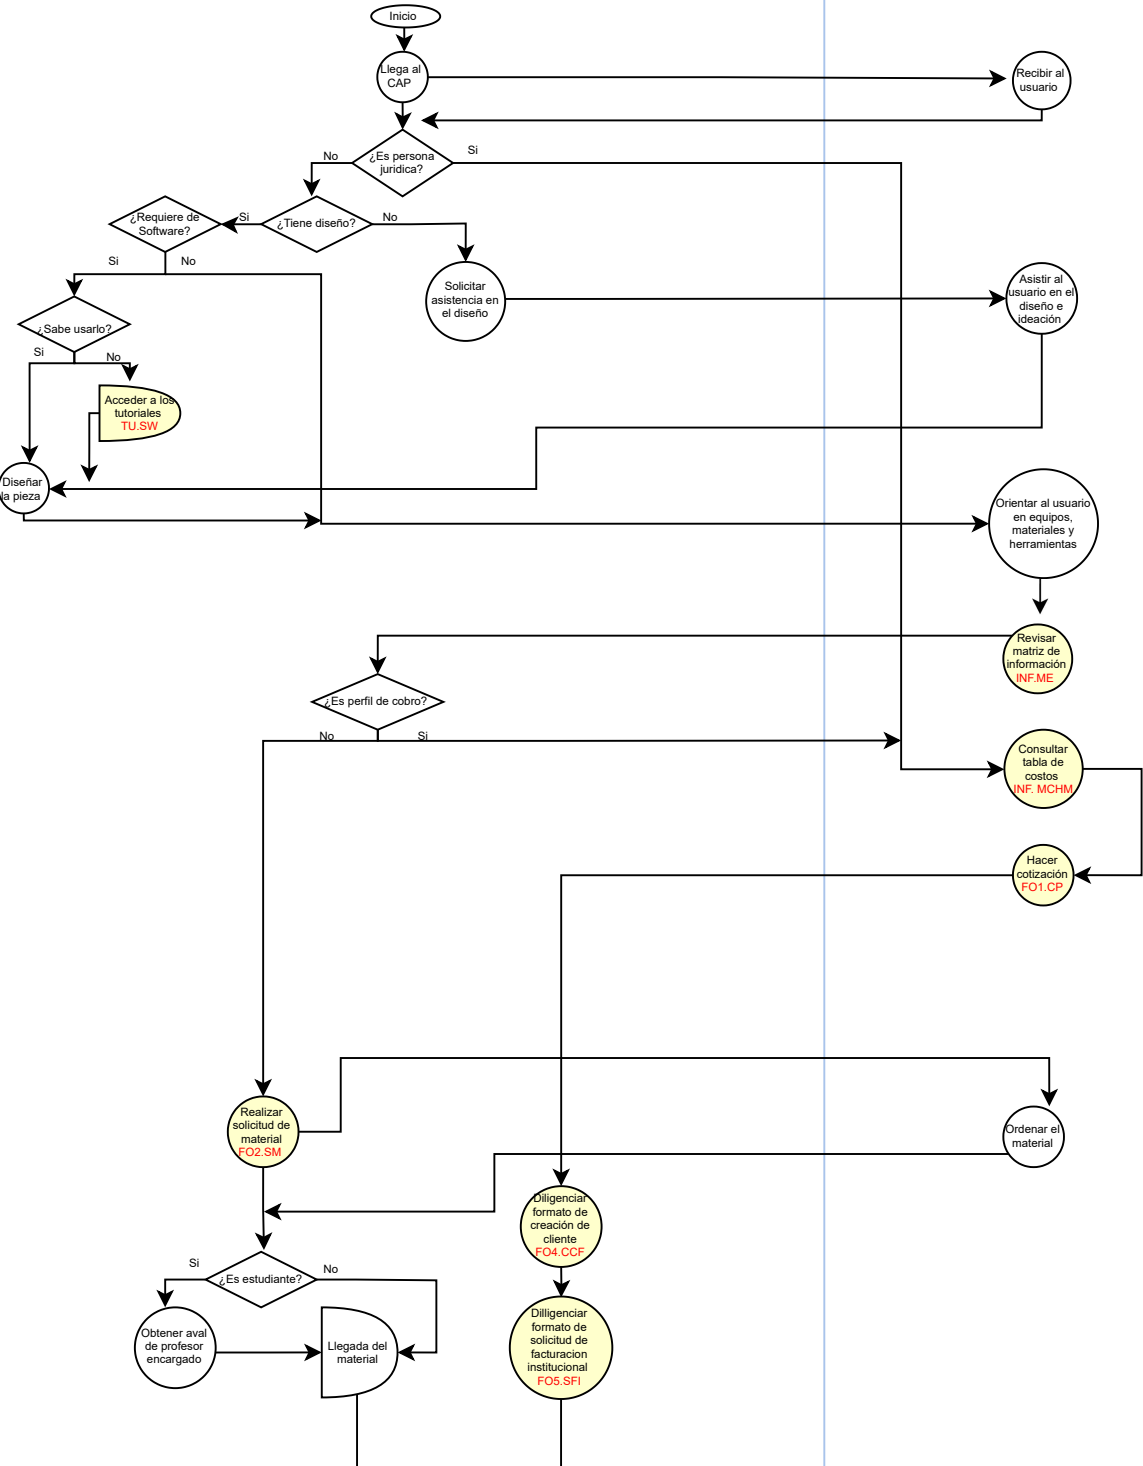 Inicio
Llega al
CAP
Recibir al
usuario
¿Es persona
juridica?
No
Si
¿Requiere de
Software?
Si
¿Tiene diseño?
No
Si
No
Solicitar
asistencia en
el diseño
Asistir al
usuario en el
diseño e
ideación
¿Sabe usarlo?
Si
No
Acceder a los
tutoriales
TU.SW
Diseñar
la pieza
Orientar al usuario
en equipos,
materiales y
herramientas
Revisar
matriz de
información
INF.ME
¿Es perfil de cobro?
No
Si
Consultar
tabla de
costos
INF. MCHM
Hacer
cotización
FO1.CP
Realizar
solicitud de
material
FO2.SM
Ordenar el
material
Diligenciar
formato de
creación de
cliente
FO4.CCF
Si
¿Es estudiante?
No
Obtener aval
de profesor
encargado
Llegada del
material
Dilligenciar
formato de
solicitud de
facturacion
institucional
FO5.SFI